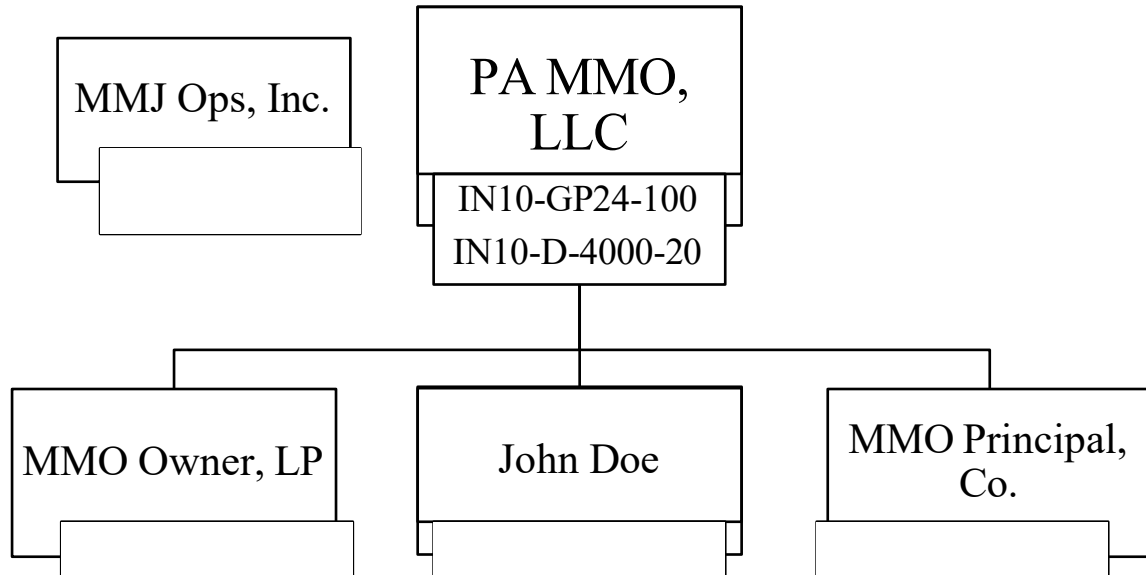 MMJ Ops, Inc.
PA MMO,
LLC
IN10-GP24-100
IN10-D-4000-20
MMO Owner, LP
John Doe
MMO Principal,
Co.